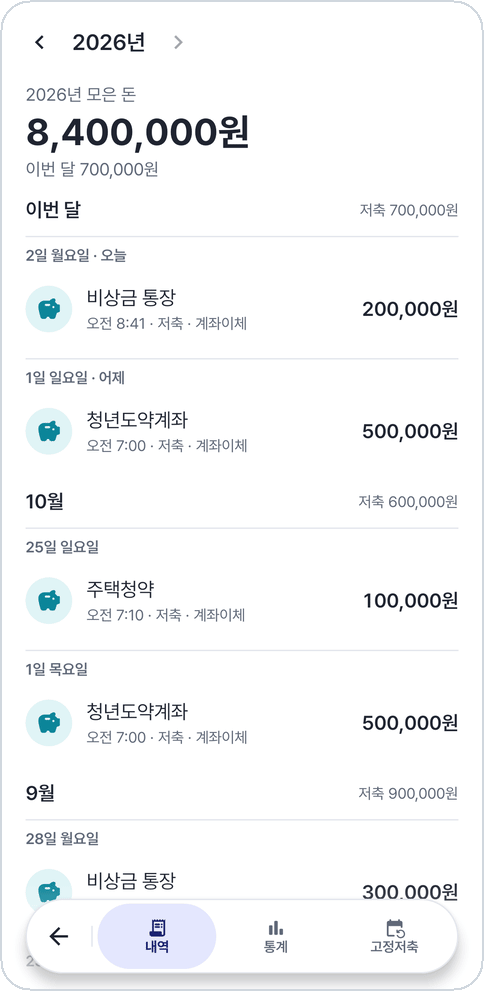 2026년
2026년 모은 돈
8,400,000원
이번 달 700,000원
이번 달 저축 700,000원
2일 월요일 · 오늘
비상금 통장
200,000원
오전 8:41 · 저축 · 계좌이체
1일 일요일 · 어제
청년도약계좌
500,000원
오전 7:00 · 저축 · 계좌이체
10월 저축 600,000원
25일 일요일
주택청약
100,000원
오전 7:10 · 저축 · 계좌이체
1일 목요일
청년도약계좌
500,000원
오전 7:00 · 저축 · 계좌이체
9월 저축 900,000원
28일 월요일
비상금 통장
300,000원
내역 통계 고정저축